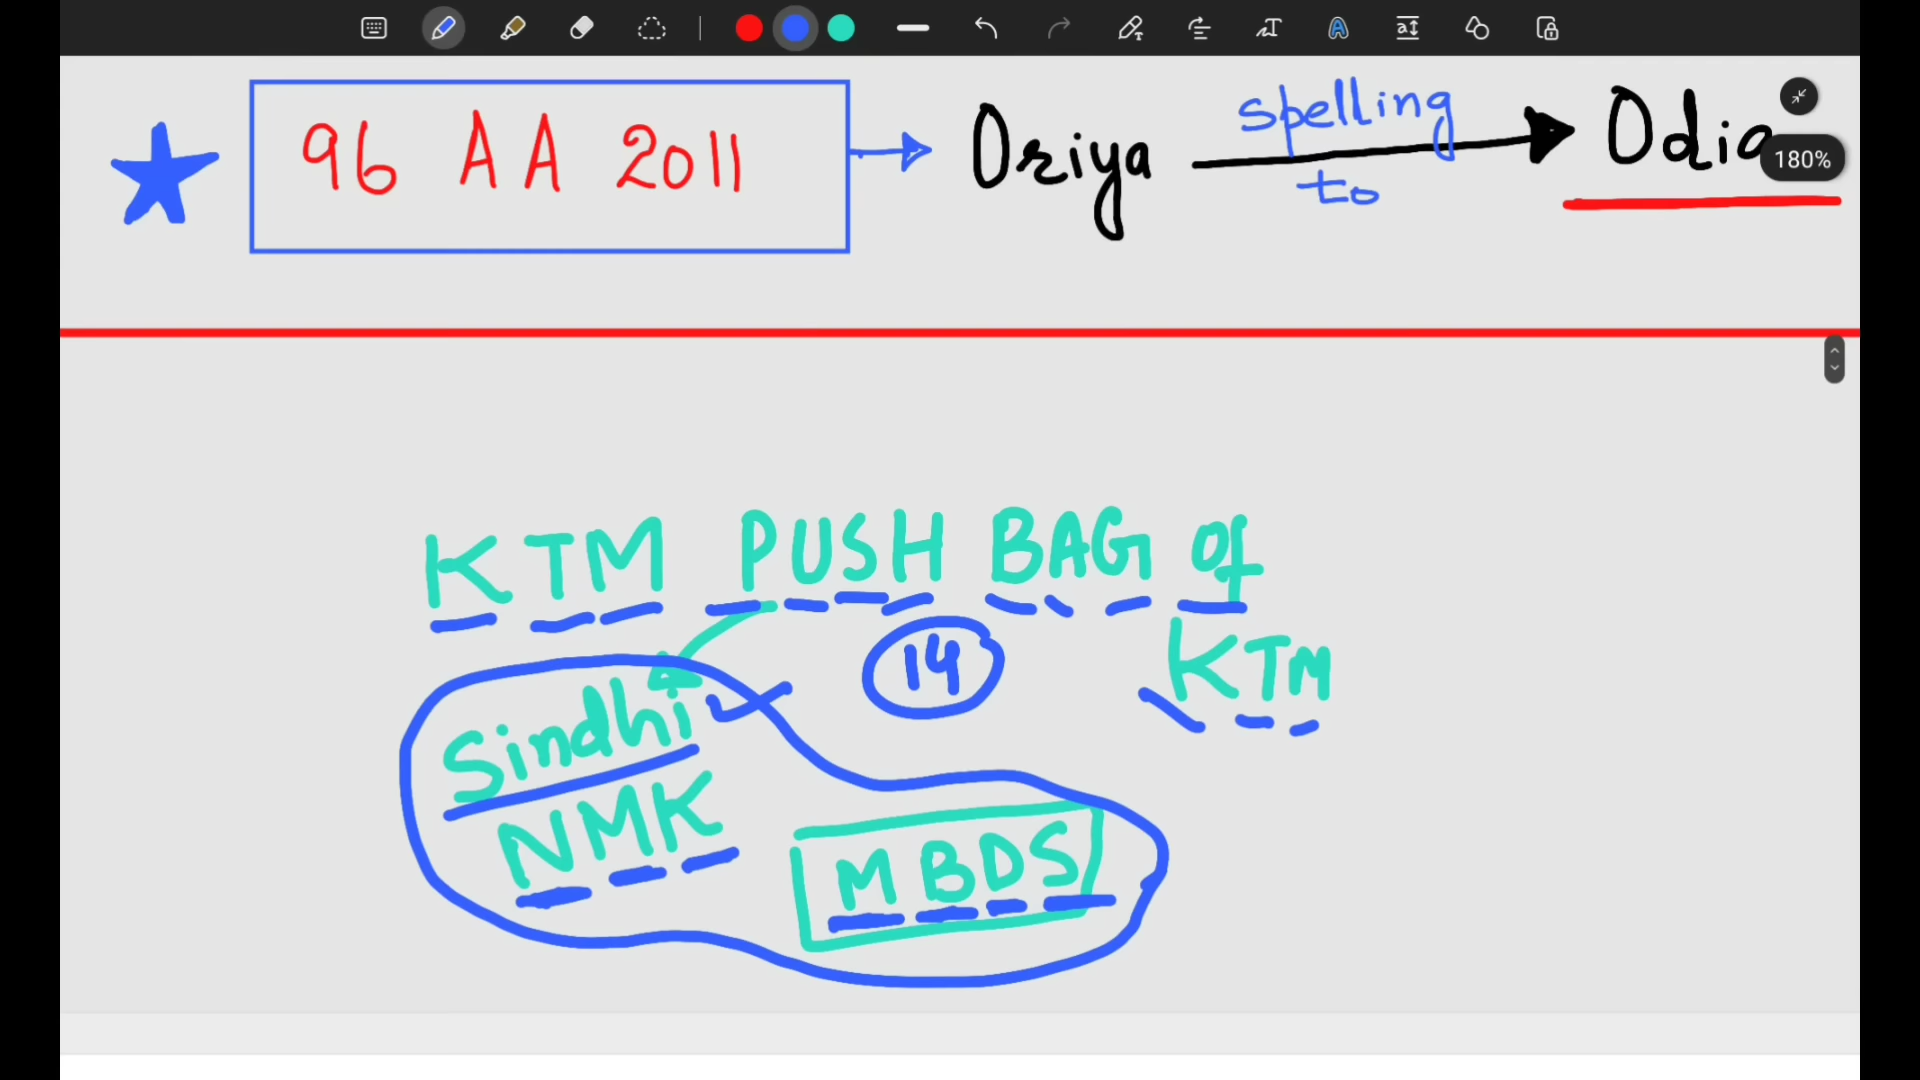 96 AA 2011 Oriya spelling to Odia
180%
KTM PUSH BAG of
14 KTM
Sindhi
NMK
MBDS